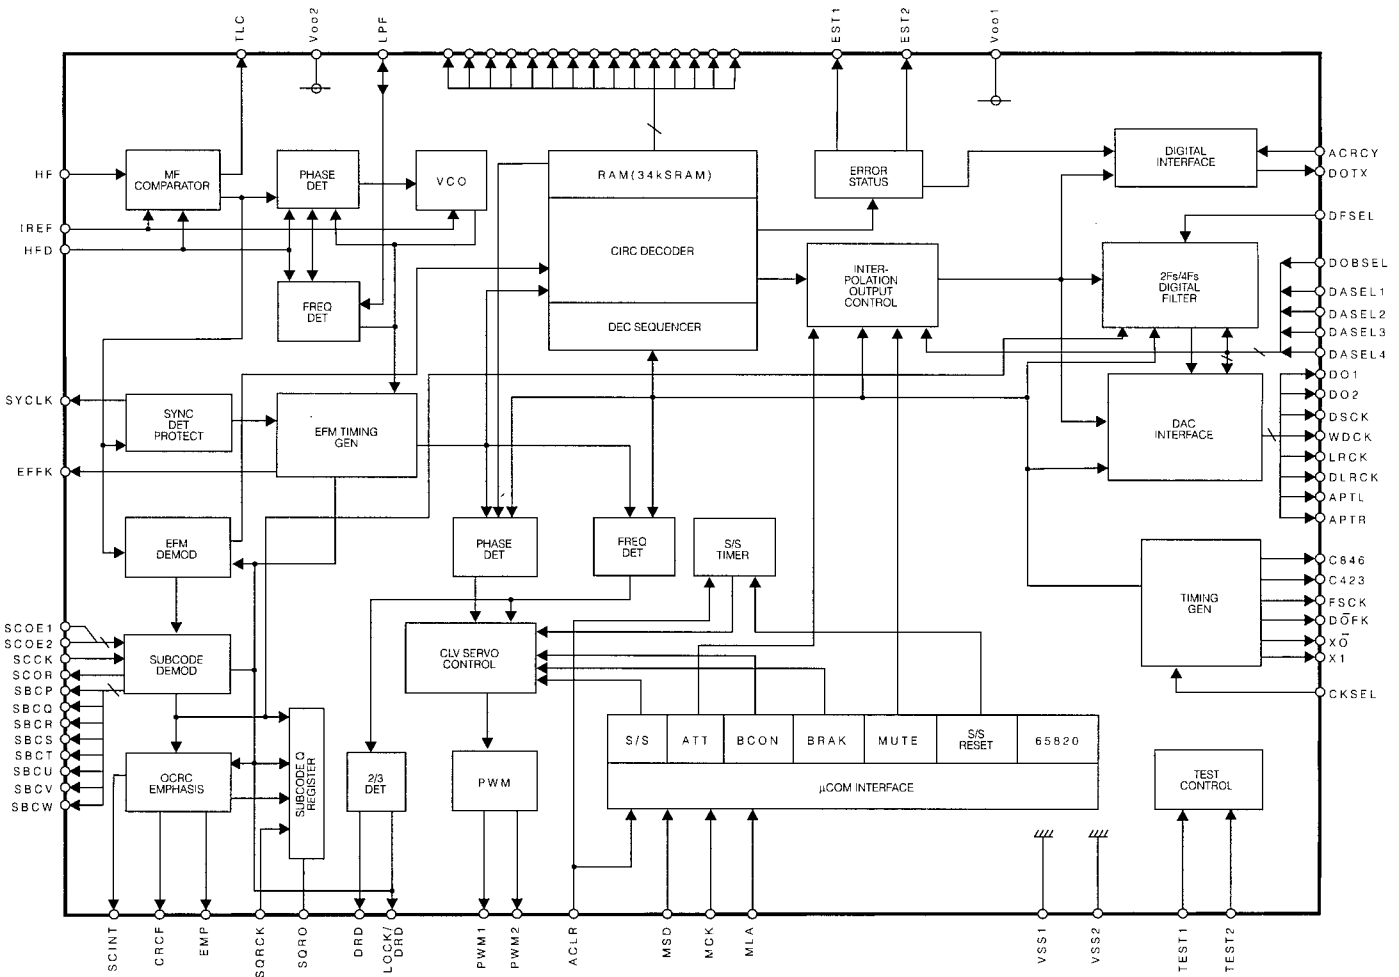 TLC
VDD2
LPF
EST1
EST2
VDD1
HF
IREF
HFD
SYCLK
EFFK
SCOE1
SCOE2
SCCK
SCOR
SBCP
SBCQ
SBCR
SBCS
SBCT
SBCU
SBCV
SBCW
MF
COMPARATOR
PHASE
DET
VCO
FREQ
DET
RAM(34kSRAM)
CIRC DECODER
DEC SEQUENCER
ERROR
STATUS
INTER-
POLATION
OUTPUT
CONTROL
DIGITAL
INTERFACE
2Fs/4Fs
DIGITAL
FILTER
DAC
INTERFACE
SYNC
DET
PROTECT
EFM TIMING
GEN
EFM
DEMOD
PHASE
DET
FREQ
DET
S/S
TIMER
TIMING
GEN
SUBCODE
DEMOD
CLV SERVO
CONTROL
QCRC
EMPHASIS
SUBCODE Q
REGISTER
2/3
DET
PWM
S/S
ATT
BCON
BRAK
MUTE
S/S
RESET
65820
μCOM INTERFACE
TEST
CONTROL
ACRCY
DOTX
DFSEL
DOBSEL
DASEL1
DASEL2
DASEL3
DASEL4
DO1
DO2
DSCK
WDCK
LRCK
DLRCK
APTL
APTR
C846
C423
FSCK
DO̅FK
XO̅
X1
CKSEL
SCINT
CRCF
EMP
SQRCK
SQRO
DRD
LOCK/
DRD
PWM1
PWM2
ACLR
MSD
MCK
MLA
VSS1
VSS2
TEST1
TEST2